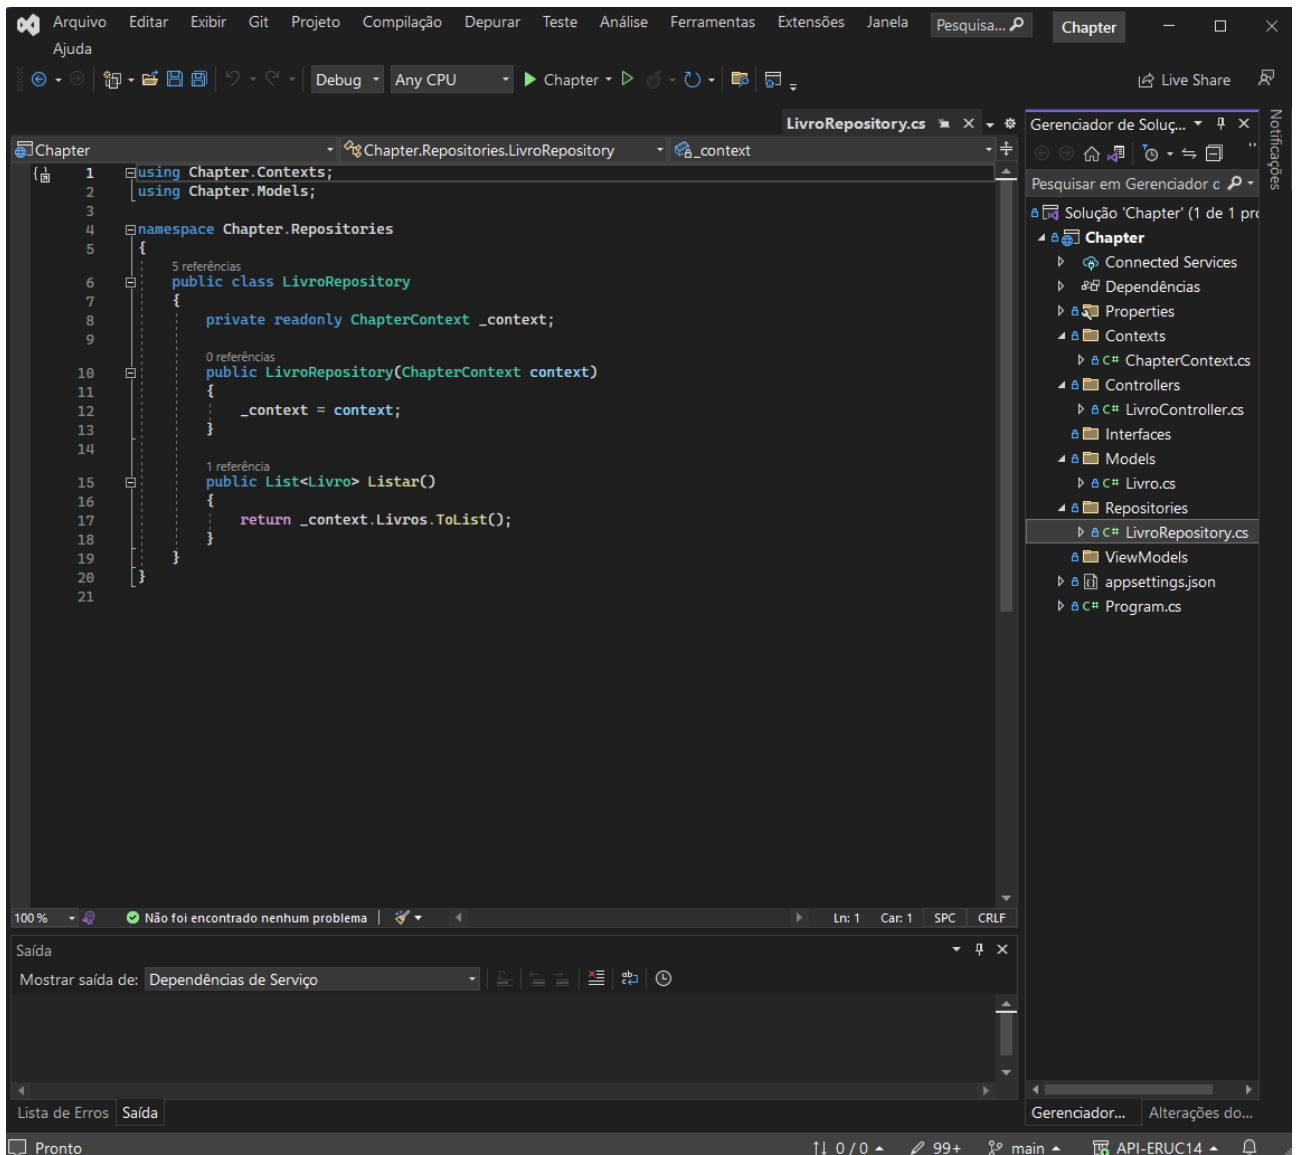 Arquivo Editar Exibir Git Projeto Compilação Depurar Teste Análise Ferramentas Extensões Janela Pesquisa... Chapter
Ajuda
Debug Any CPU Chapter Live Share
LivroRepository.cs
Chapter Chapter.Repositories.LivroRepository _context
1 using Chapter.Contexts;
2 using Chapter.Models;
3
4 namespace Chapter.Repositories
5 {
5 referências
6 public class LivroRepository
7 {
8 private readonly ChapterContext _context;
9
0 referências
10 public LivroRepository(ChapterContext context)
11 {
12 _context = context;
13 }
14
1 referência
15 public List<Livro> Listar()
16 {
17 return _context.Livros.ToList();
18 }
19 }
20 }
21
100 % Não foi encontrado nenhum problema Ln: 1 Car: 1 SPC CRLF
Saída
Mostrar saída de: Dependências de Serviço
Lista de Erros Saída
Gerenciador de Soluç...
Pesquisar em Gerenciador d
Solução 'Chapter' (1 de 1 pro
Chapter
Connected Services
Dependências
Properties
Contexts
C# ChapterContext.cs
Controllers
C# LivroController.cs
Interfaces
Models
C# Livro.cs
Repositories
C# LivroRepository.cs
ViewModels
appsettings.json
C# Program.cs
Gerenciador... Alterações do...
Notificações
Pronto 0 / 0 99+ main API-ERUC14